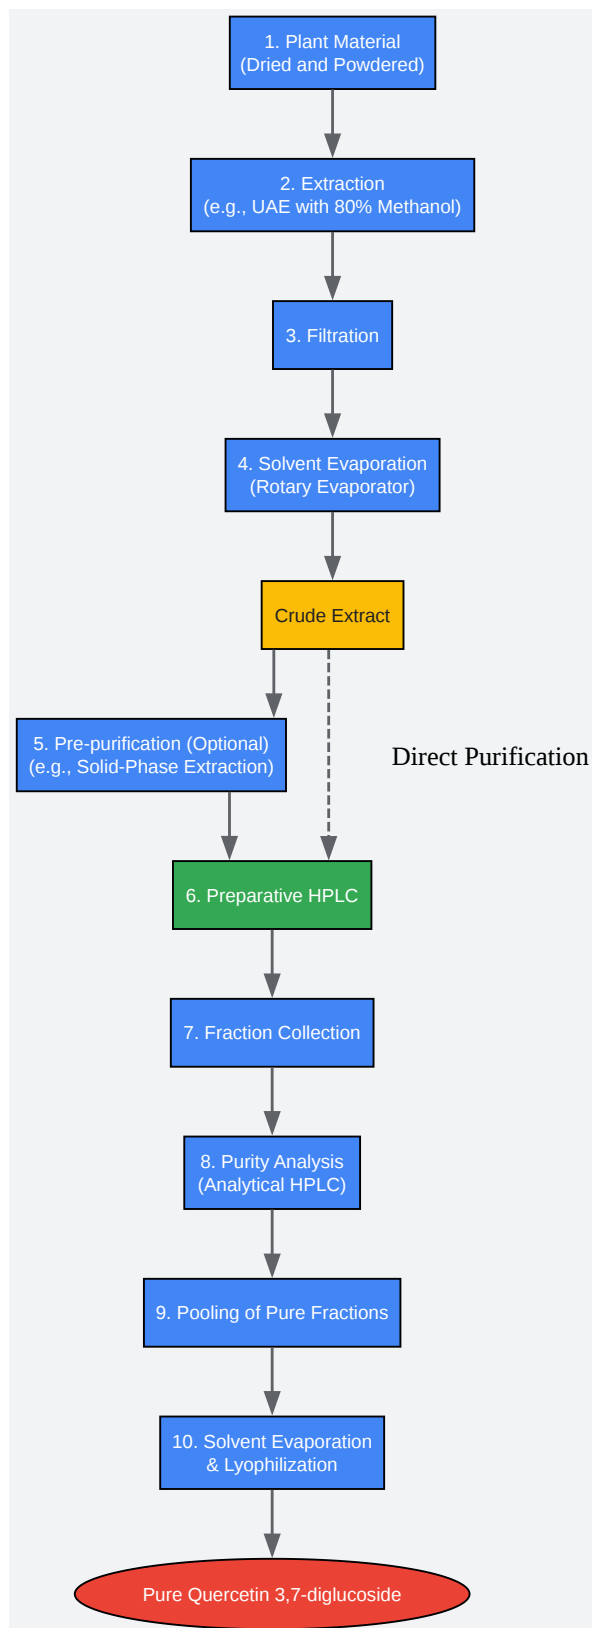 1. Plant Material
(Dried and Powdered)
2. Extraction
(e.g., UAE with 80% Methanol)
3. Filtration
4. Solvent Evaporation
(Rotary Evaporator)
Crude Extract
5. Pre-purification (Optional)
(e.g., Solid-Phase Extraction)
Direct Purification
6. Preparative HPLC
7. Fraction Collection
8. Purity Analysis
(Analytical HPLC)
9. Pooling of Pure Fractions
10. Solvent Evaporation
& Lyophilization
Pure Quercetin 3,7-diglucoside